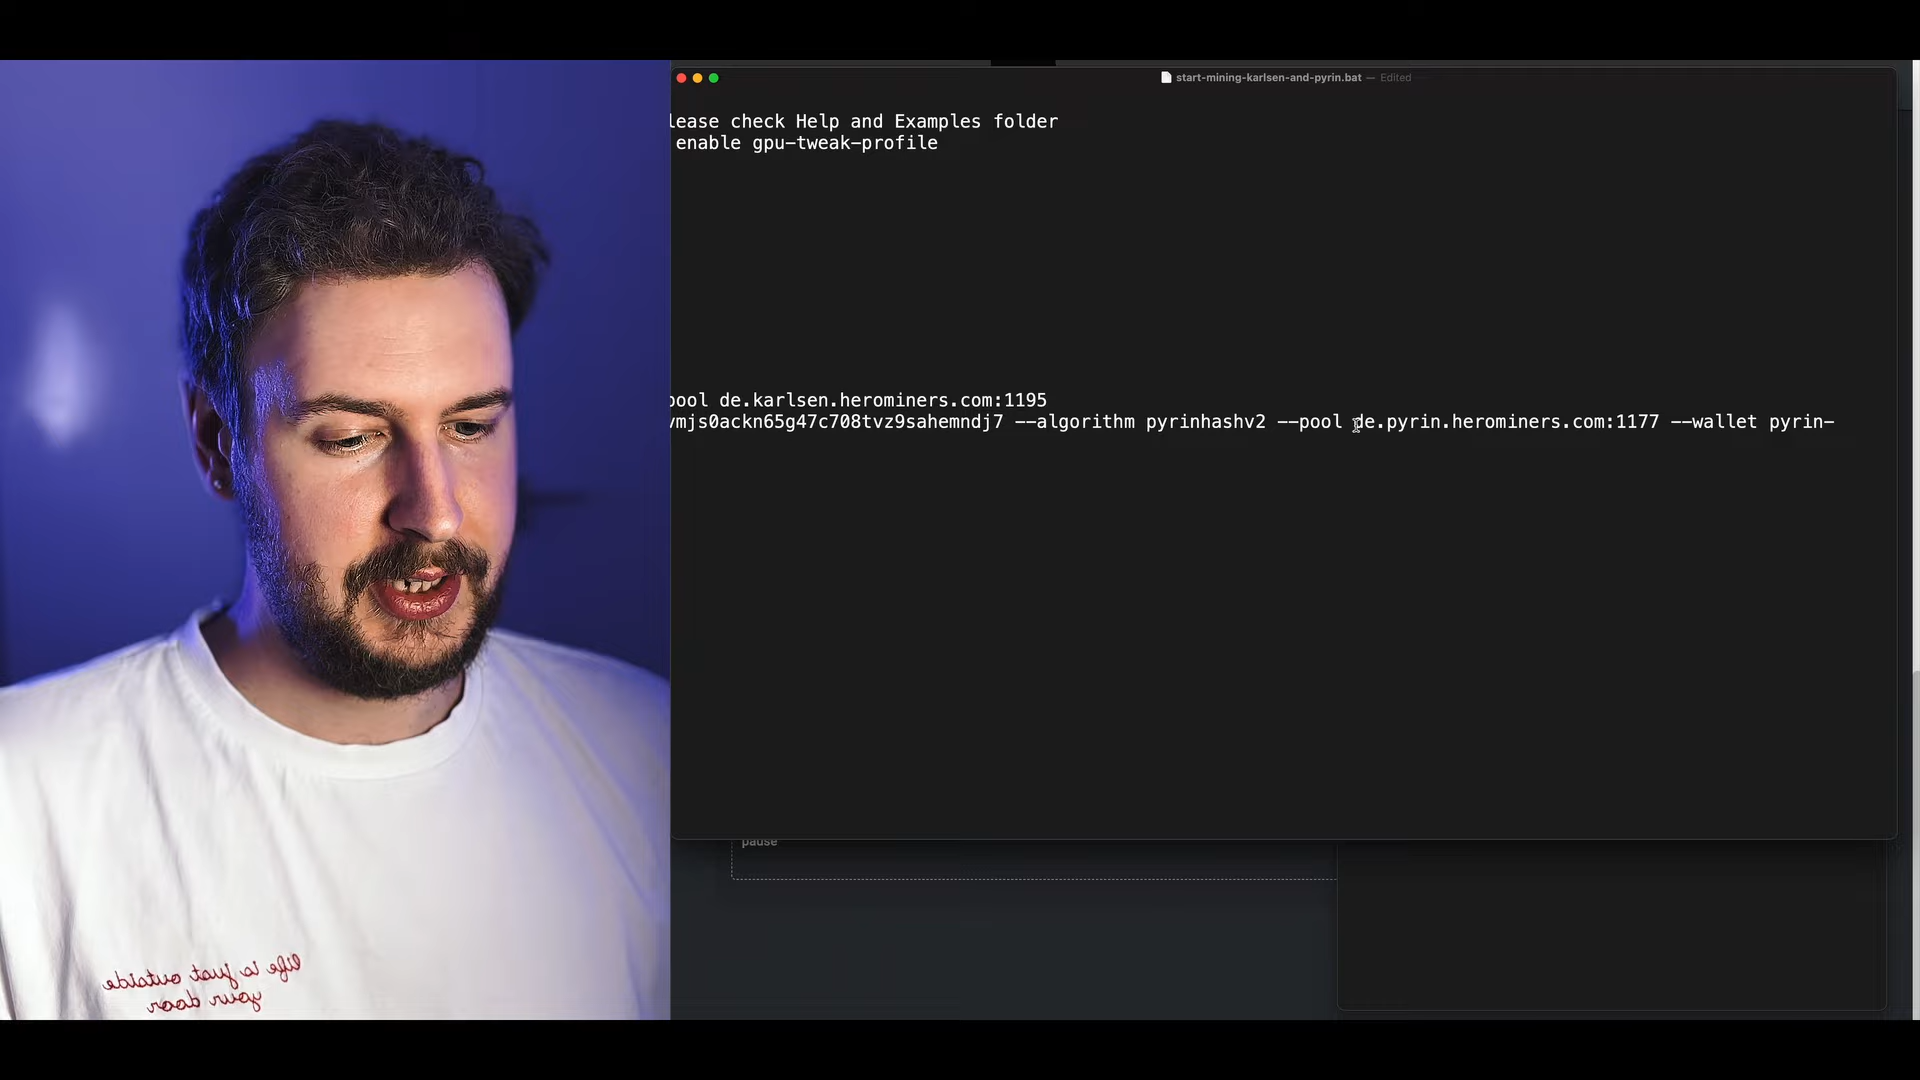 start-mining-karlsen-and-pyrin.bat — Edited
lease check Help and Examples folder
enable gpu-tweak-profile
pool de.karlsen.herominers.com:1195
vmjs0ackn65g47c708tvz9sahemndj7 --algorithm pyrinhashv2 --pool de.pyrin.herominers.com:1177 --wallet pyrin-
pause
life is just outside
your door